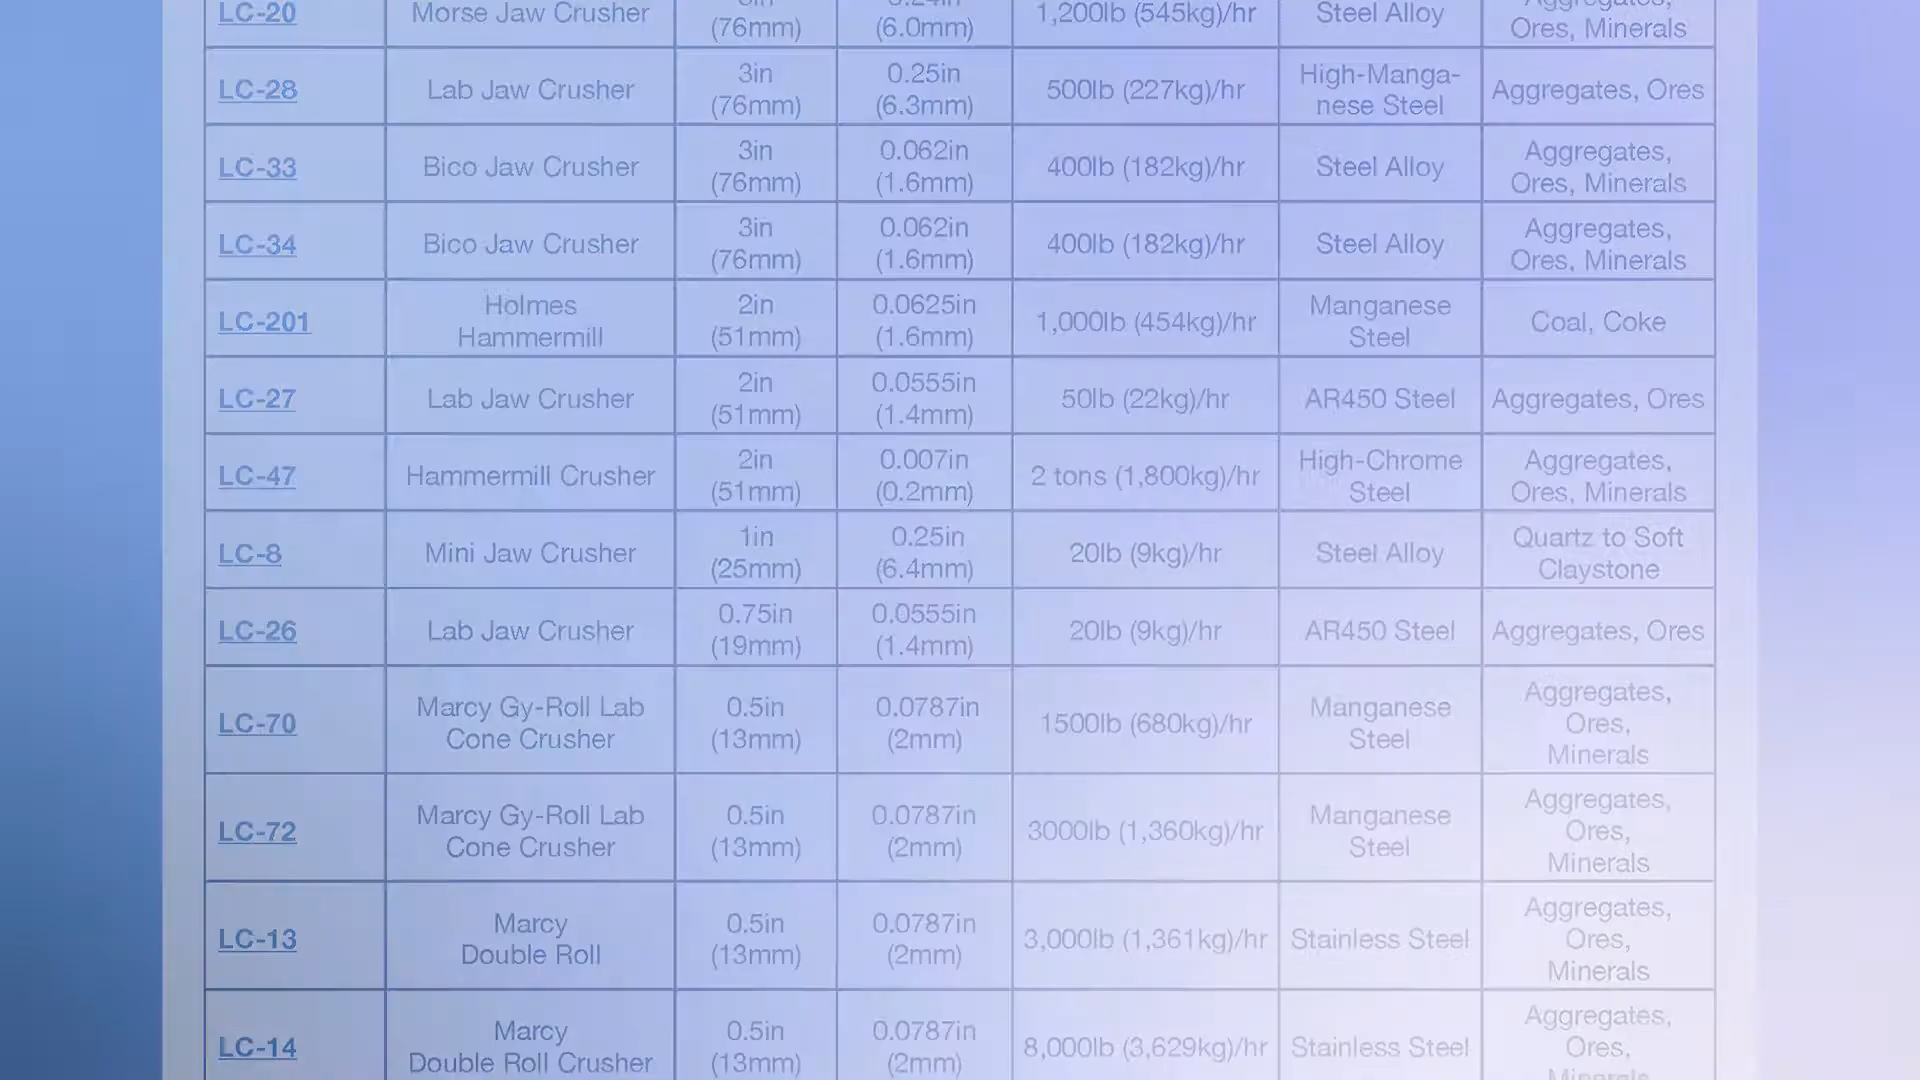 LC-20 Morse Jaw Crusher (76mm) (6.0mm) 1,200lb (545kg)/hr Steel Alloy Aggregates,
Ores, Minerals
LC-28 Lab Jaw Crusher 3in 0.25in 500lb (227kg)/hr High-Manga- Aggregates, Ores
(76mm) (6.3mm) nese Steel
LC-33 Bico Jaw Crusher 3in 0.062in 400lb (182kg)/hr Steel Alloy Aggregates,
(76mm) (1.6mm) Ores, Minerals
LC-34 Bico Jaw Crusher 3in 0.062in 400lb (182kg)/hr Steel Alloy Aggregates,
(76mm) (1.6mm) Ores, Minerals
LC-201 Holmes 2in 0.0625in 1,000lb (454kg)/hr Manganese Coal, Coke
Hammermill (51mm) (1.6mm) Steel
LC-27 Lab Jaw Crusher 2in 0.0555in 50lb (22kg)/hr AR450 Steel Aggregates, Ores
(51mm) (1.4mm)
LC-47 Hammermill Crusher 2in 0.007in 2 tons (1,800kg)/hr High-Chrome Aggregates,
(51mm) (0.2mm) Steel Ores, Minerals
LC-8 Mini Jaw Crusher 1in 0.25in 20lb (9kg)/hr Steel Alloy Quartz to Soft
(25mm) (6.4mm) Claystone
LC-26 Lab Jaw Crusher 0.75in 0.0555in 20lb (9kg)/hr AR450 Steel Aggregates, Ores
(19mm) (1.4mm)
LC-70 Marcy Gy-Roll Lab 0.5in 0.0787in 1500lb (680kg)/hr Manganese Aggregates,
Cone Crusher (13mm) (2mm) Steel Ores,
Minerals
LC-72 Marcy Gy-Roll Lab 0.5in 0.0787in 3000lb (1,360kg)/hr Manganese Aggregates,
Cone Crusher (13mm) (2mm) Steel Ores,
Minerals
LC-13 Marcy 0.5in 0.0787in 3,000lb (1,361kg)/hr Stainless Steel Aggregates,
Double Roll (13mm) (2mm) Ores,
Minerals
LC-14 Marcy 0.5in 0.0787in 8,000lb (3,629kg)/hr Stainless Steel Aggregates,
Double Roll Crusher (13mm) (2mm) Ores,